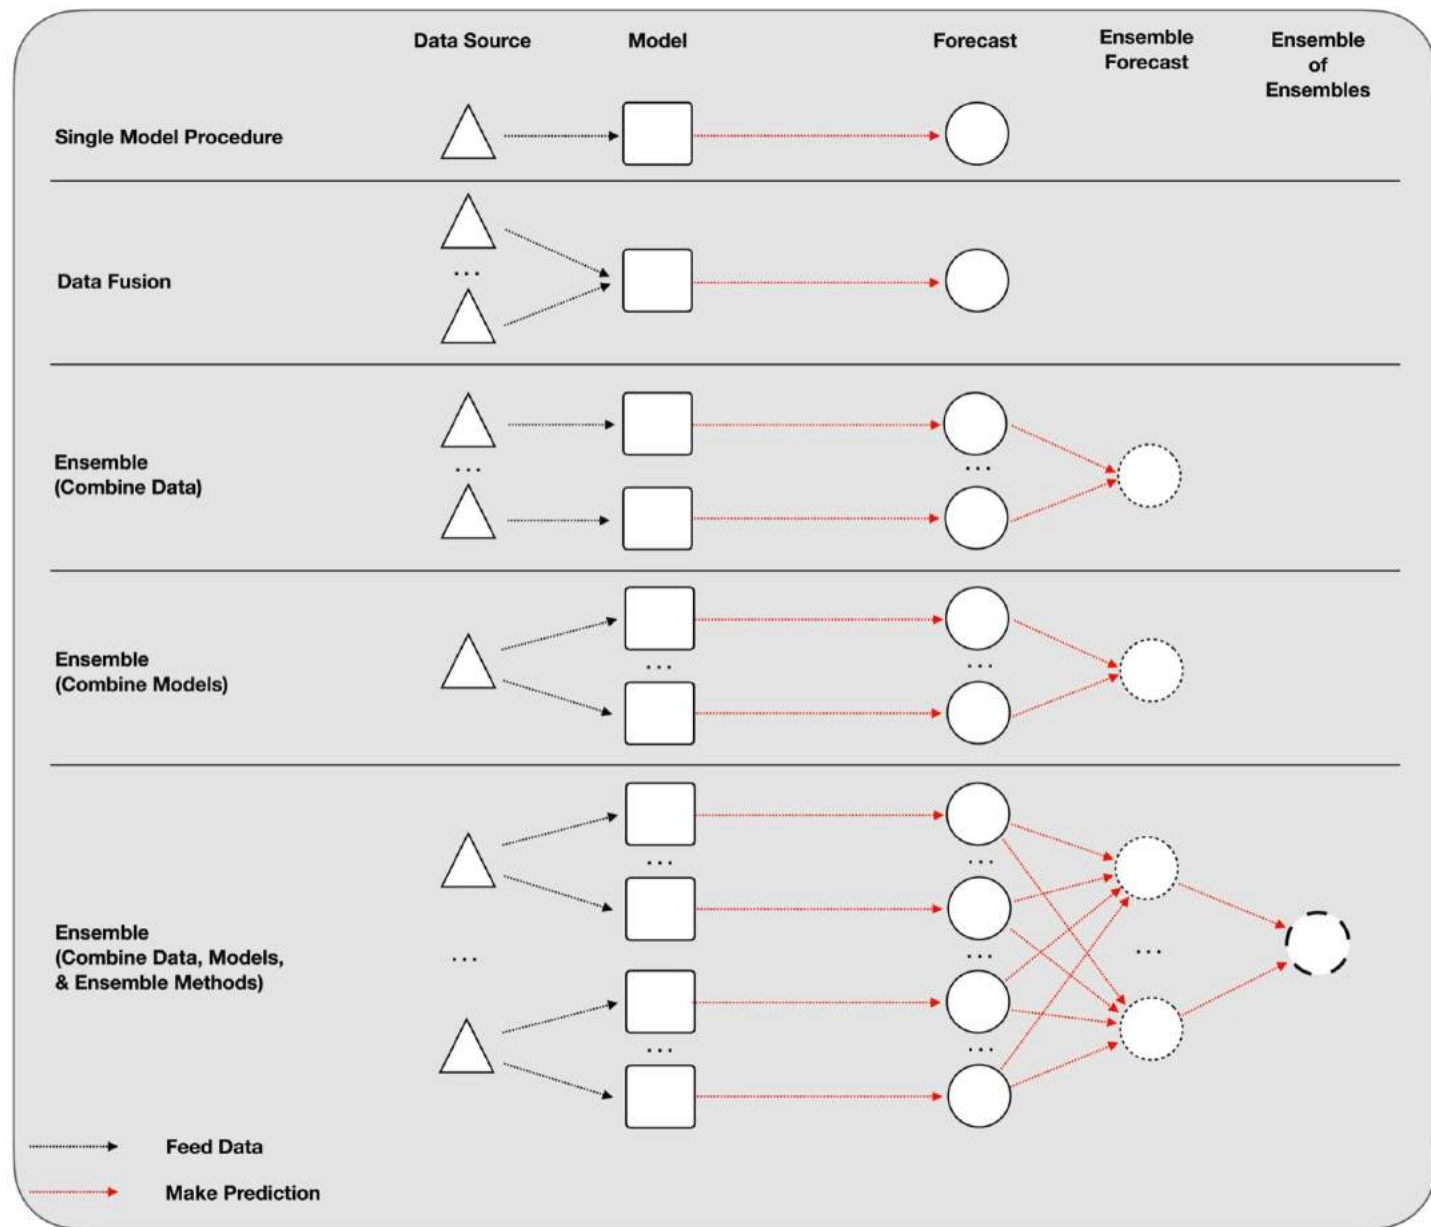 Data Source
Model
Forecast
Ensemble
Forecast
Ensemble
of
Ensembles
Single Model Procedure
...
Data Fusion
Ensemble
(Combine Data)
...
...
Ensemble
(Combine Models)
...
...
Ensemble
(Combine Data, Models,
& Ensemble Methods)
...
...
...
...
...
...
...
Feed Data
Make Prediction